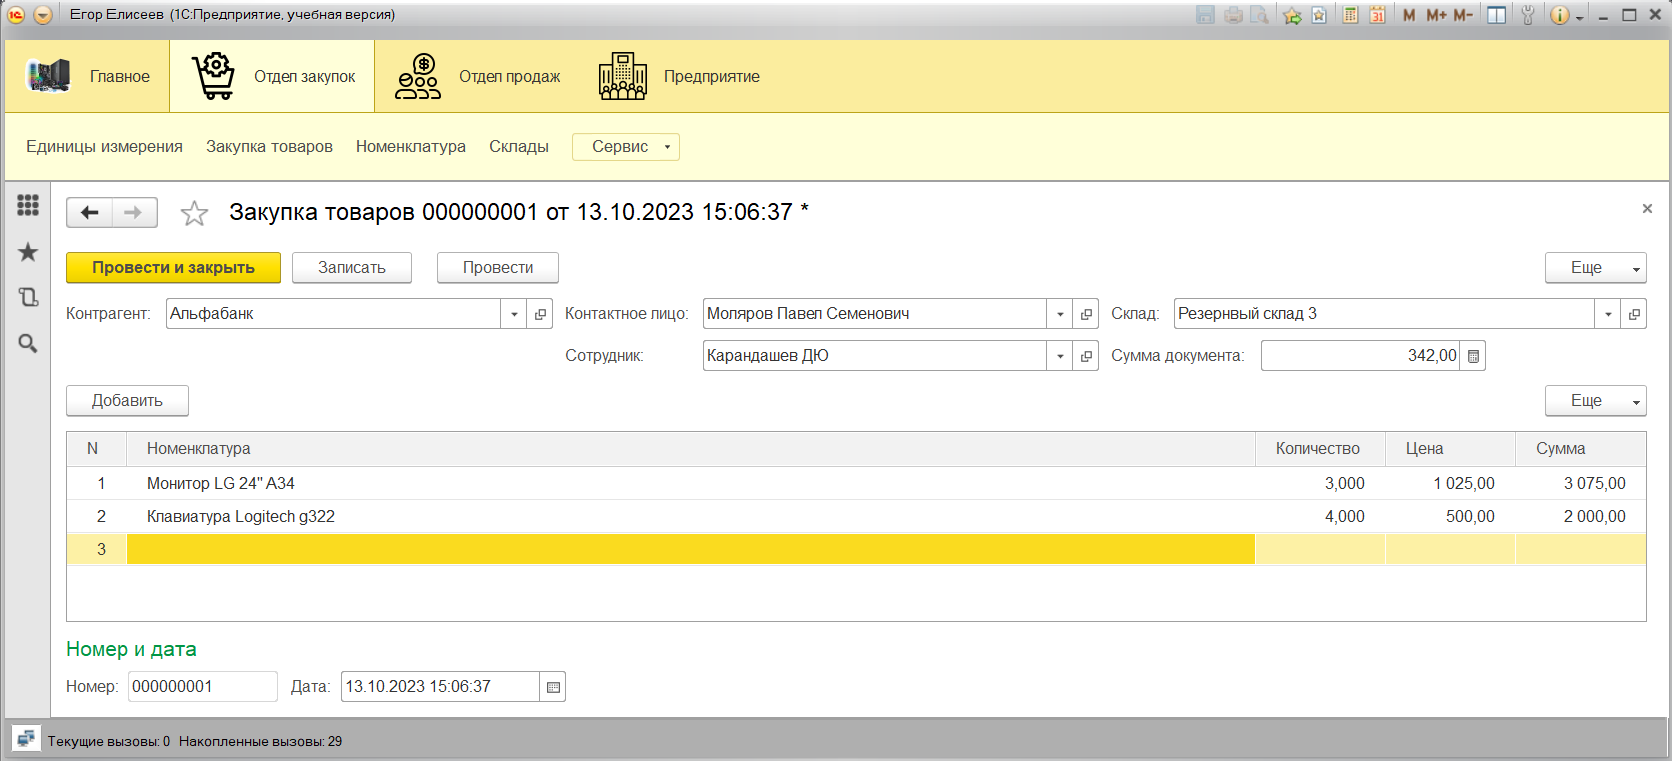 Егор Елисеев (1С:Предприятие, учебная версия)
M M+ M-
31
Главное Отдел закупок Отдел продаж Предприятие
Единицы измерения Закупка товаров Номенклатура Склады Сервис
Закупка товаров 000000001 от 13.10.2023 15:06:37 *
Провести и закрыть Записать Провести Еще
Контрагент: Альфабанк Контактное лицо: Моляров Павел Семенович Склад: Резернвый склад 3
Сотрудник: Карандашев ДЮ Сумма документа: 342,00
Добавить Еще
N Номенклатура Количество Цена Сумма
1 Монитор LG 24" A34 3,000 1 025,00 3 075,00
2 Клавиатура Logitech g322 4,000 500,00 2 000,00
3
Номер и дата
Номер: 000000001 Дата: 13.10.2023 15:06:37
Текущие вызовы: 0 Накопленные вызовы: 29